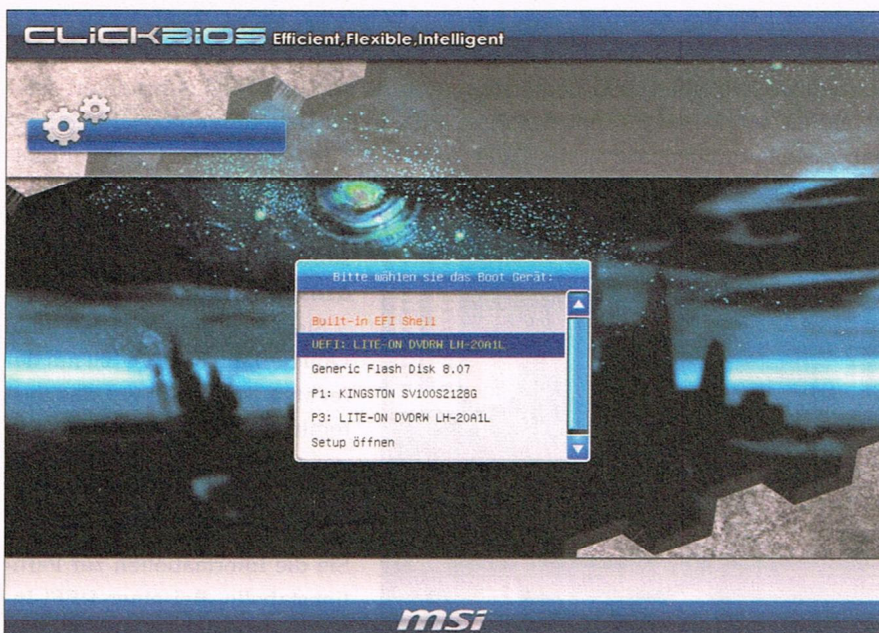 CLiCKBiOS Efficient,Flexible,Intelligent
Bitte wählen sie das Boot Gerät:
Built-in EFI Shell
UEFI: LITE-ON DVDRW LH-20A1L
Generic Flash Disk 8.07
P1: KINGSTON SV100S2128G
P3: LITE-ON DVDRW LH-20A1L
Setup öffnen
msi